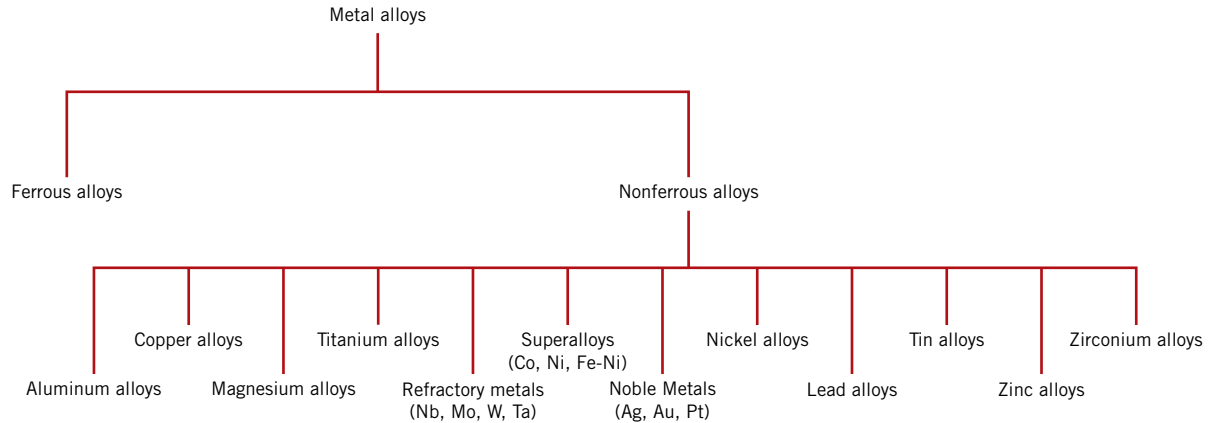 Metal alloys
Ferrous alloys
Nonferrous alloys
Copper alloys
Titanium alloys
Superalloys
(Co, Ni, Fe-Ni)
Nickel alloys
Tin alloys
Zirconium alloys
Aluminum alloys
Magnesium alloys
Refractory metals
(Nb, Mo, W, Ta)
Noble Metals
(Ag, Au, Pt)
Lead alloys
Zinc alloys